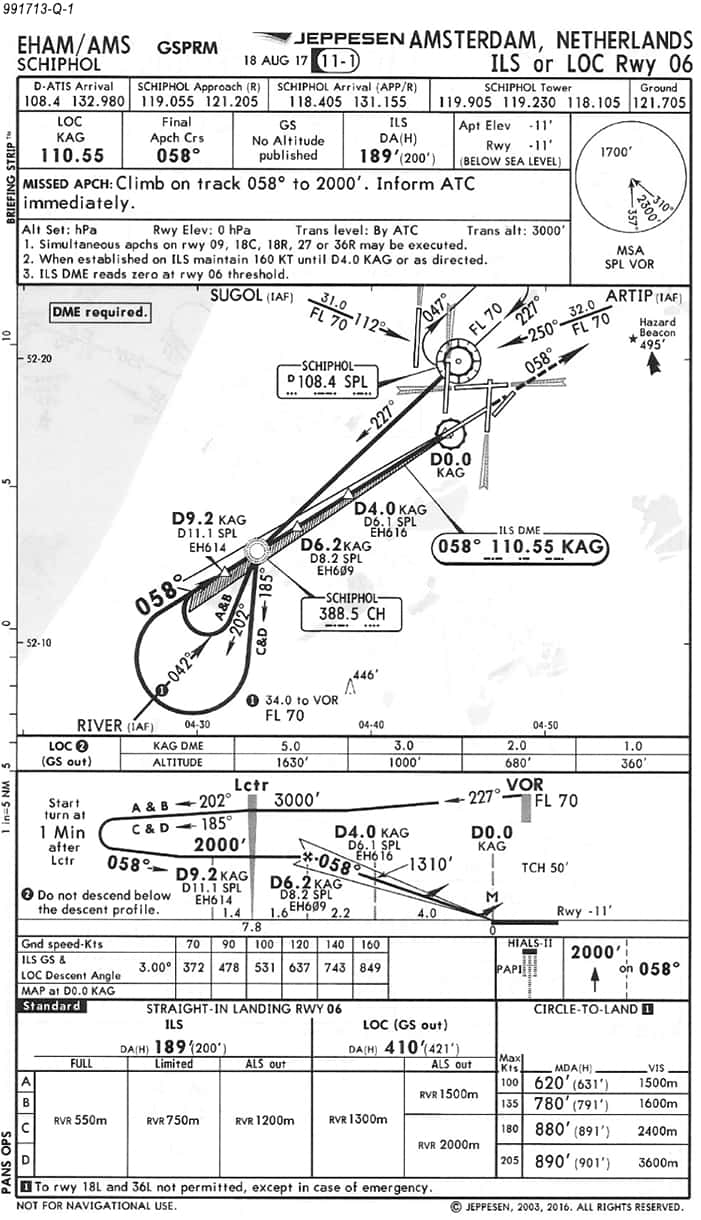 991713-Q-1
EHAM/AMS GSPRM JEPPESEN AMSTERDAM, NETHERLANDS
SCHIPHOL 18 AUG 17 (11-1) ILS or LOC Rwy 06
D-ATIS Arrival SCHIPHOL Approach (R) SCHIPHOL Arrival (APP/R) SCHIPHOL Tower Ground
108.4 132.980 119.055 121.205 118.405 131.155 119.905 119.230 118.105 121.705
BRIEFING STRIP™
LOC
KAG
110.55
Final
Apch Crs
058°
GS
No Altitude
published
ILS
DA(H)
189'(200')
Apt Elev -11'
Rwy -11'
(BELOW SEA LEVEL)
1700'
310°
2300'
357°
MSA
SPL VOR
MISSED APCH: Climb on track 058° to 2000'. Inform ATC
immediately.
Alt Set: hPa Rwy Elev: 0 hPa Trans level: By ATC Trans alt: 3000'
1. Simultaneous apchs on rwy 09, 18C, 18R, 27 or 36R may be executed.
2. When established on ILS maintain 160 KT until D4.0 KAG or as directed.
3. ILS DME reads zero at rwy 06 threshold.
DME required.
SUGOL (IAF)
31.0
FL 70
112°
047°
FL 70
227°
ARTIP (IAF)
32.0
250°
FL 70
Hazard
Beacon
495'
10
52-20
SCHIPHOL
D 108.4 SPL
227°
058°
D0.0
KAG
5
D9.2 KAG
D11.1 SPL
EH614
D4.0 KAG
D6.1 SPL
EH616
D6.2 KAG
D8.2 SPL
EH609
ILS DME
058° 110.55 KAG
058°
A&B
202°
185°
C&D
SCHIPHOL
388.5 CH
0
52-10
042°
1
1 34.0 to VOR
FL 70
446'
RIVER (IAF)
04-30 04-40 04-50
5
1 in=5 NM
LOC 2 KAG DME 5.0 3.0 2.0 1.0
(GS out) ALTITUDE 1630' 1000' 680' 360'
Start
turn at
1 Min
after
Lctr
A & B 202°
C & D 185°
Lctr
3000'
2000'
227°
VOR
FL 70
058°
D9.2 KAG
D11.1 SPL
EH614
D6.2 KAG
D8.2 SPL
EH609
058°
D4.0 KAG
D6.1 SPL
EH616
1310'
D0.0
KAG
TCH 50'
M
2 Do not descend below
the descent profile.
1.4 1.6 2.2 4.0
7.8 0
Rwy -11'
Gnd speed-Kts 70 90 100 120 140 160
ILS GS &
LOC Descent Angle 3.00° 372 478 531 637 743 849
MAP at D0.0 KAG
HIALS-II
PAPI
2000'
on 058°
Standard STRAIGHT-IN LANDING RWY 06 CIRCLE-TO-LAND 1
ILS LOC (GS out)
DA(H) 189'(200') DA(H) 410'(421')
FULL Limited ALS out ALS out
Max
Kts MDA(H) VIS
A 100 620'(631') 1500m
B 135 780'(791') 1600m
C 180 880'(891') 2400m
D 205 890'(901') 3600m
RVR 550m RVR 750m RVR 1200m RVR 1300m
RVR 1500m
RVR 2000m
PANS OPS
1 To rwy 18L and 36L not permitted, except in case of emergency.
NOT FOR NAVIGATIONAL USE. © JEPPESEN, 2003, 2016. ALL RIGHTS RESERVED.